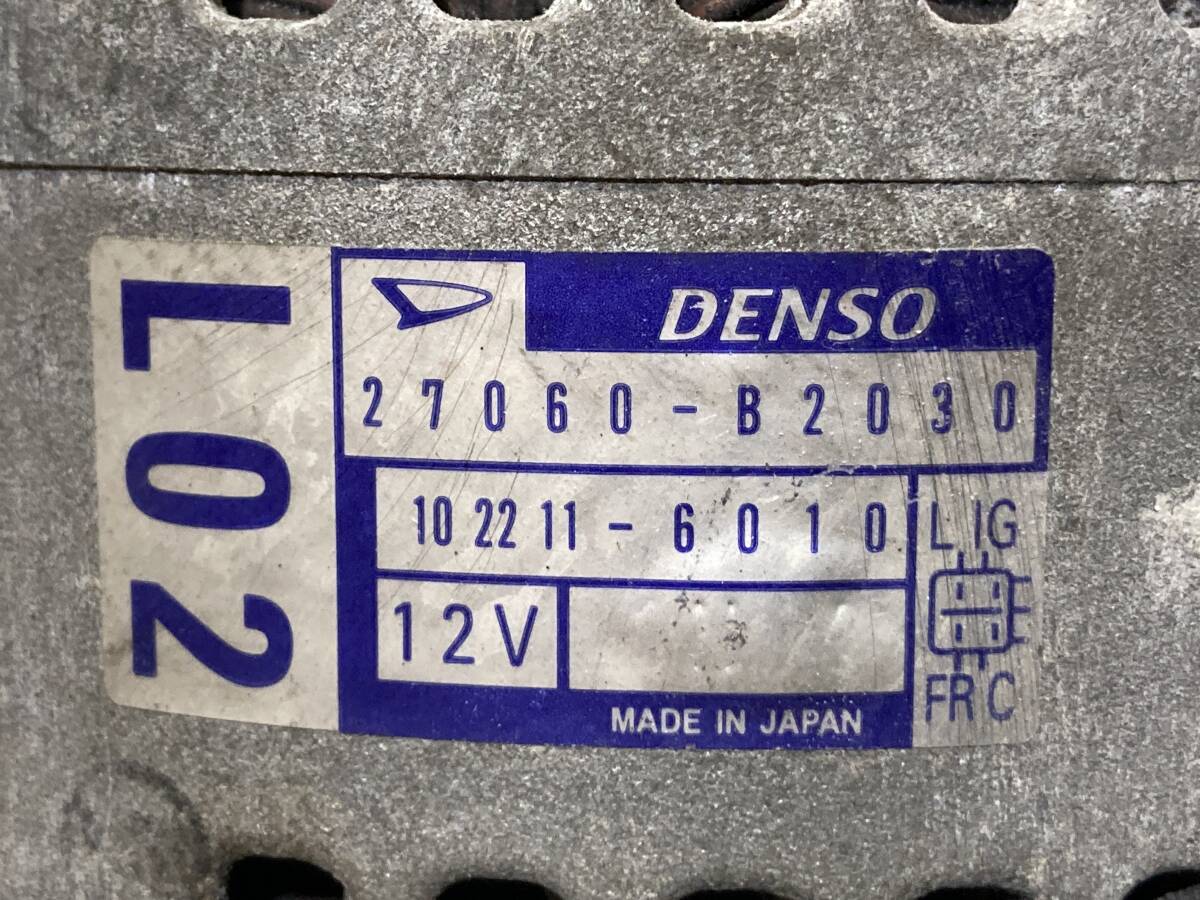 L02
DENSO
27060-B2030
102211-6010
L IG
12V
FR C
MADE IN JAPAN